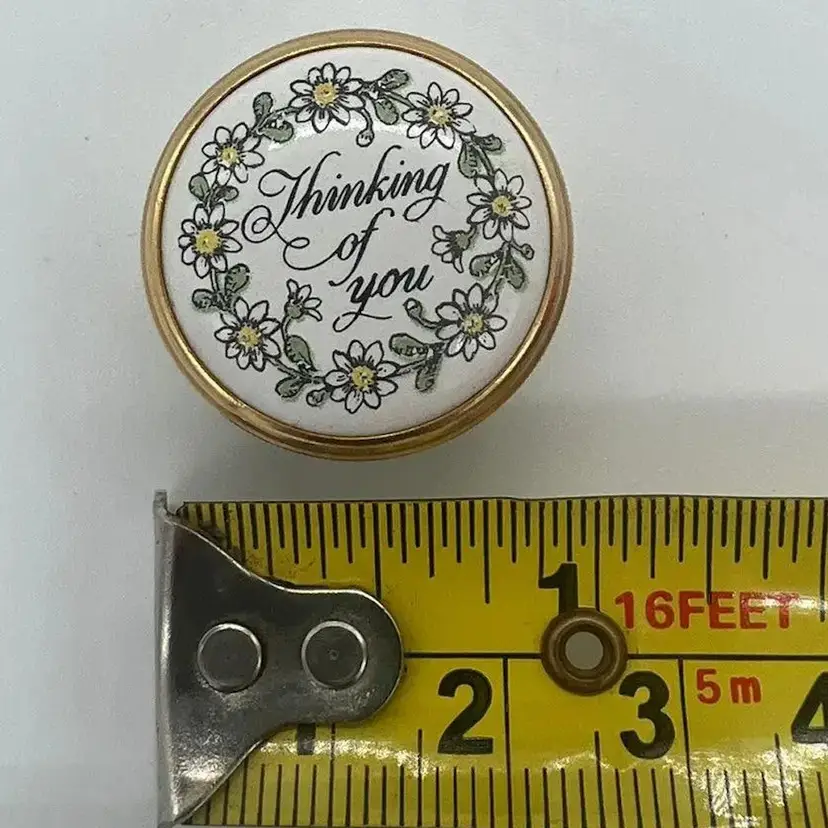 Thinking
of
you
1 16FEET
2 3 5m 4